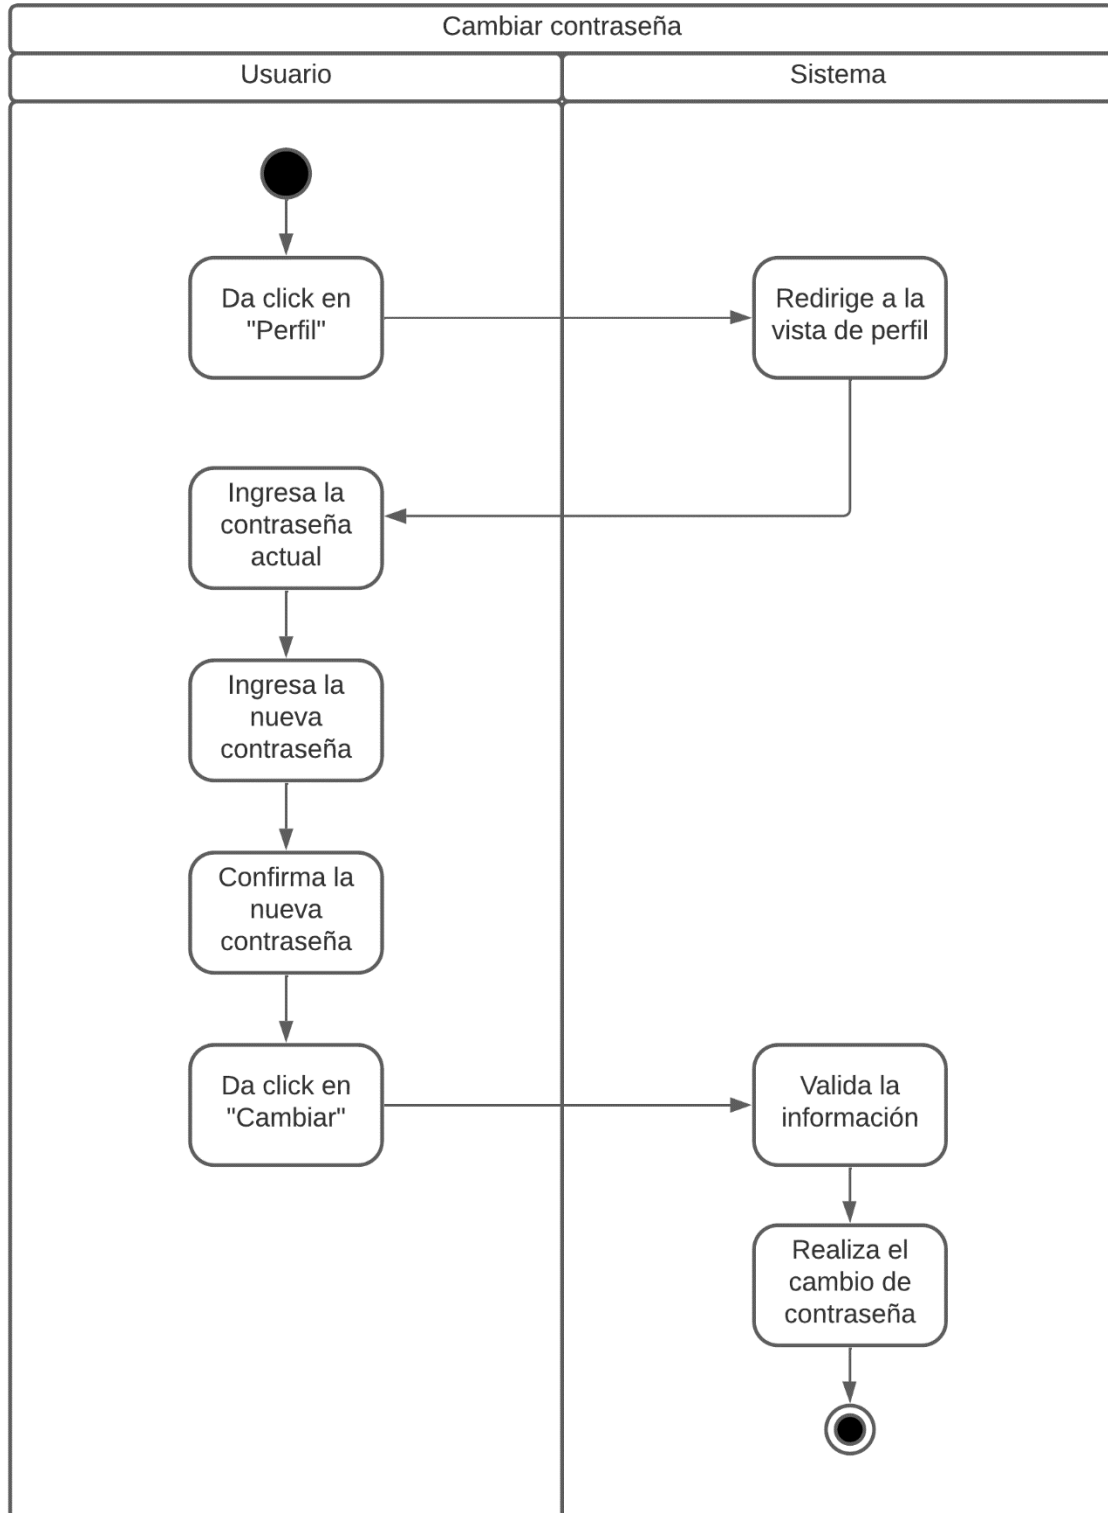 Cambiar contraseña
Usuario
Sistema
Da click en
"Perfil"
Redirige a la
vista de perfil
Ingresa la
contraseña
actual
Ingresa la
nueva
contraseña
Confirma la
nueva
contraseña
Da click en
"Cambiar"
Valida la
información
Realiza el
cambio de
contraseña